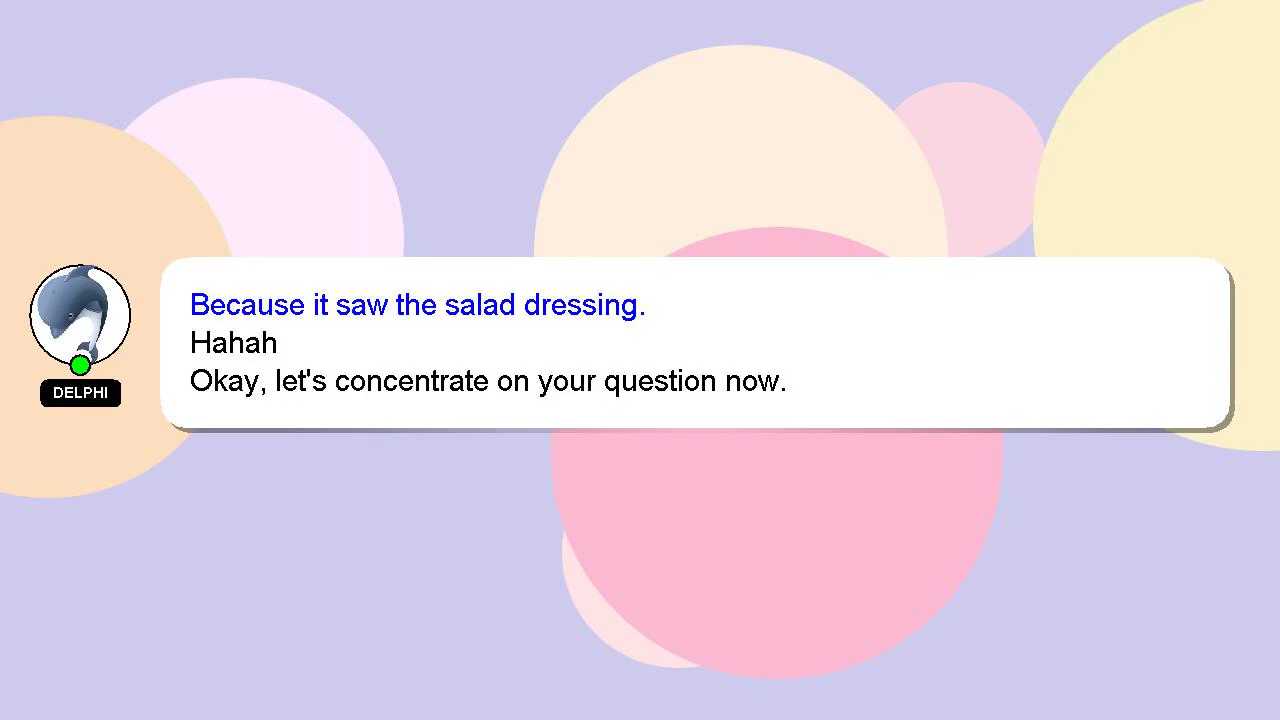 Because it saw the salad dressing.
Hahah
Okay, let's concentrate on your question now.
DELPHI